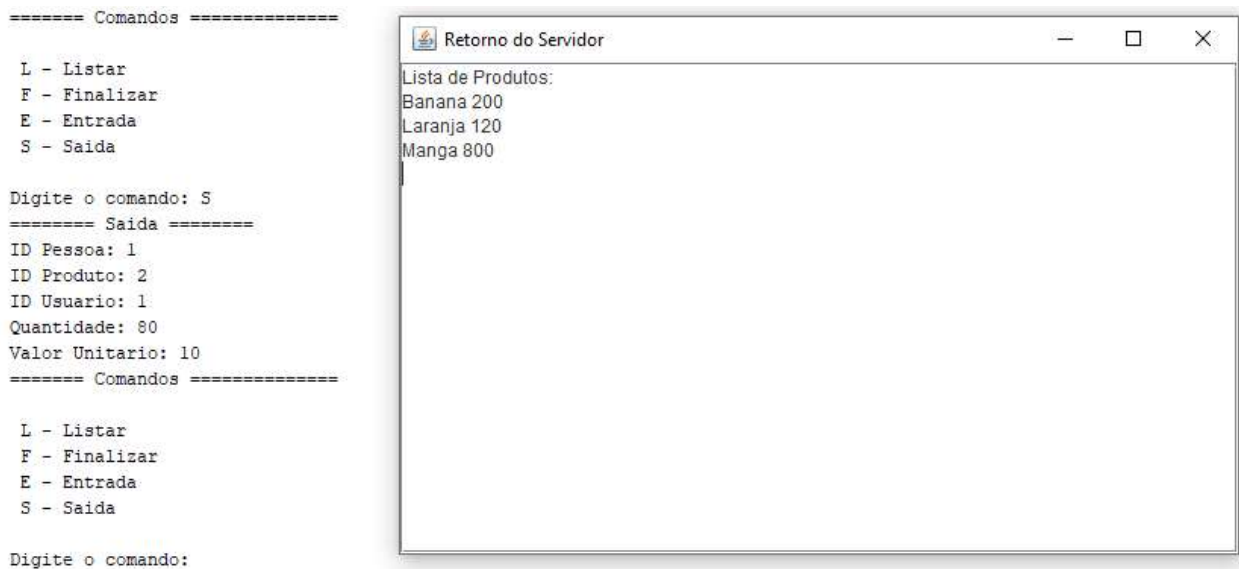 ======= Comandos ==============
L - Listar
F - Finalizar
E - Entrada
S - Saida
Digite o comando: S
======== Saida ========
ID Pessoa: 1
ID Produto: 2
ID Usuario: 1
Quantidade: 80
Valor Unitario: 10
======= Comandos ==============
L - Listar
F - Finalizar
E - Entrada
S - Saida
Digite o comando:
Retorno do Servidor
Lista de Produtos:
Banana 200
Laranja 120
Manga 800